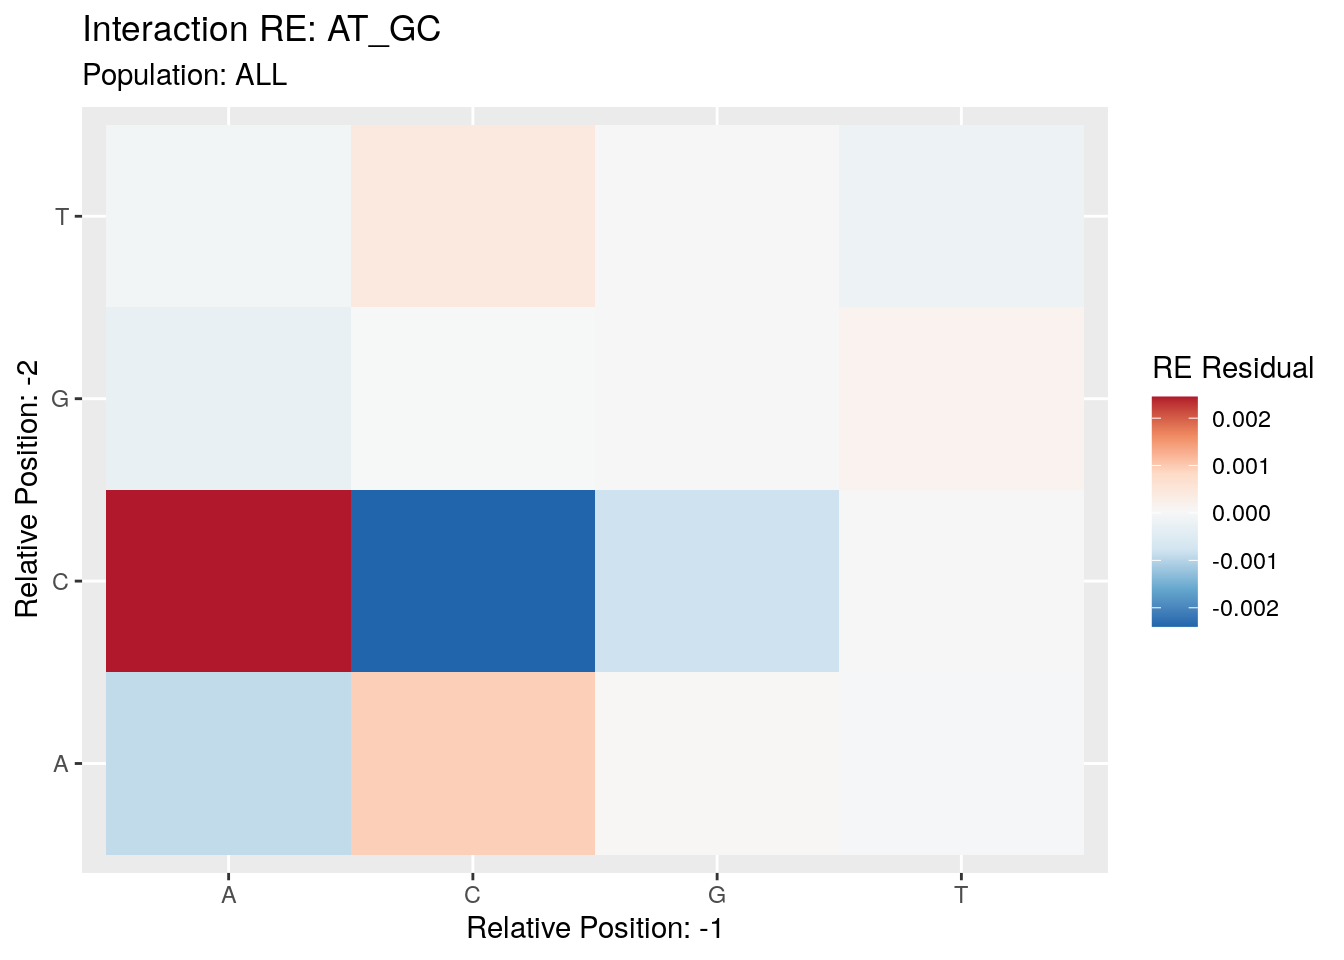 Interaction RE: AT_GC
Population: ALL
Relative Position: -2
T
G
C
A
A C G T
Relative Position: -1
RE Residual
0.002
0.001
0.000
-0.001
-0.002